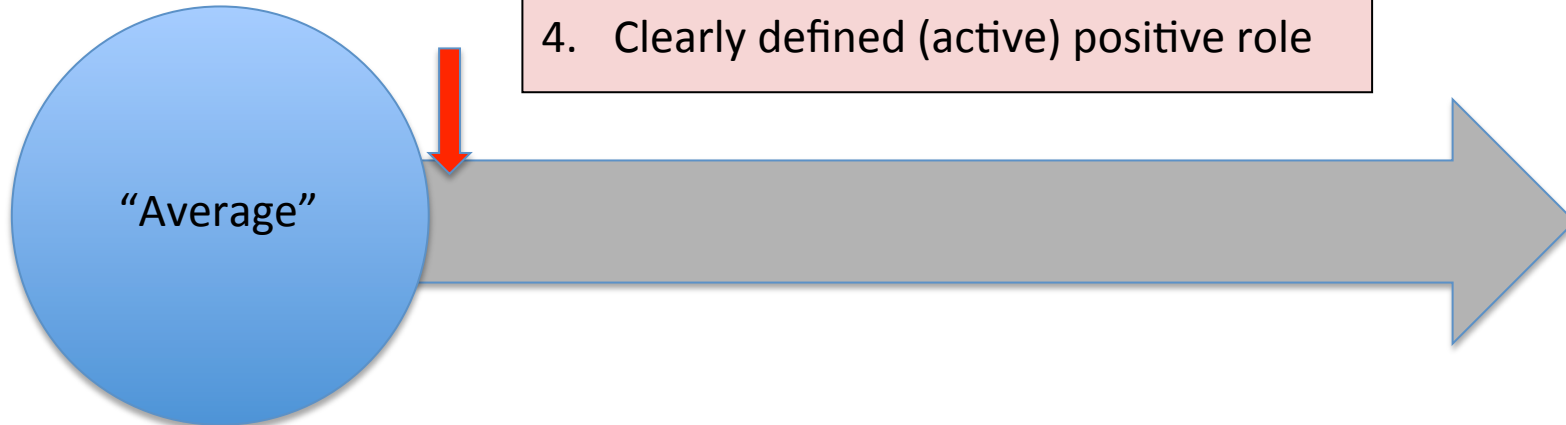 4. Clearly defined (active) positive role
“Average”